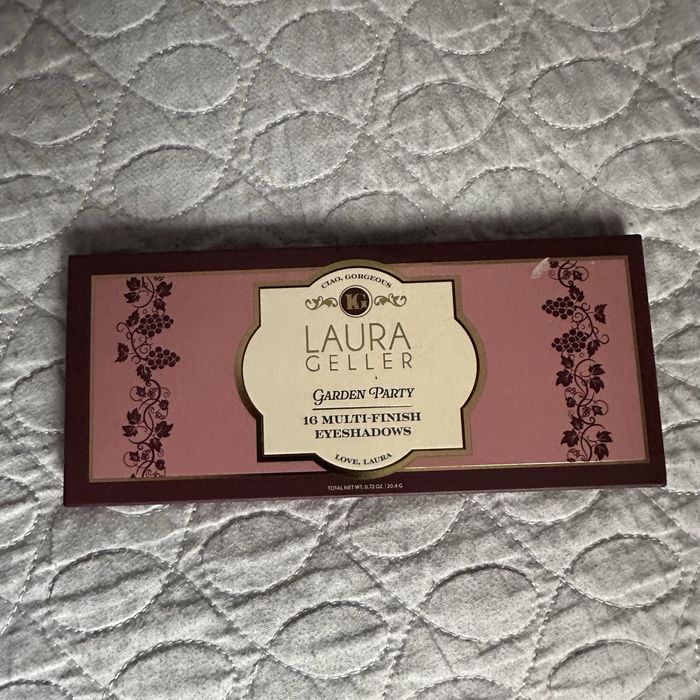 CIAO, GORGEOUS
LG
LAURA
GELLER
GARDEN PARTY
16 MULTI-FINISH
EYESHADOWS
LOVE, LAURA
TOTAL NET WT. 0.72 OZ. | 20.4 G